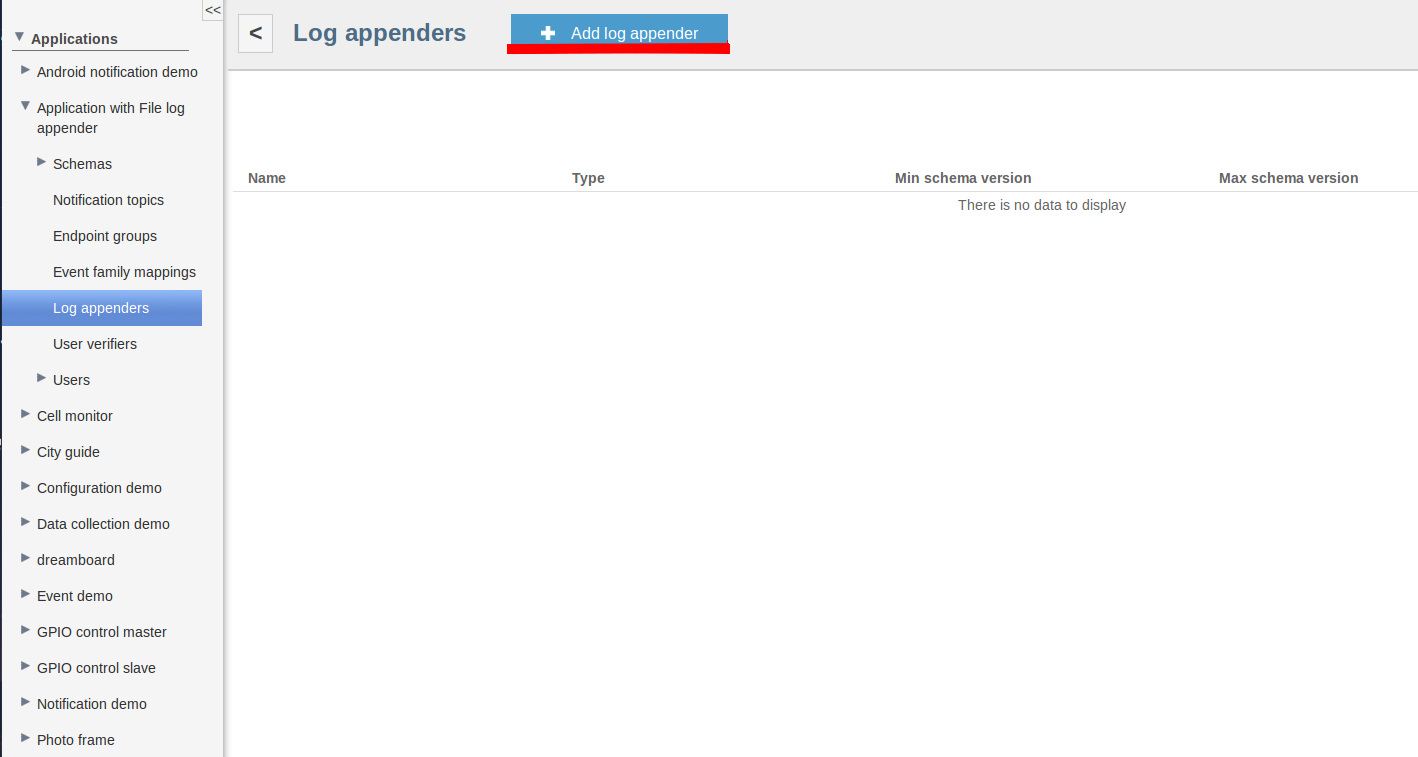 <<
Applications
Android notification demo
Application with File log
appender
Schemas
Notification topics
Endpoint groups
Event family mappings
Log appenders
User verifiers
Users
Cell monitor
City guide
Configuration demo
Data collection demo
dreamboard
Event demo
GPIO control master
GPIO control slave
Notification demo
Photo frame
< Log appenders + Add log appender
Name Type Min schema version Max schema version
There is no data to display